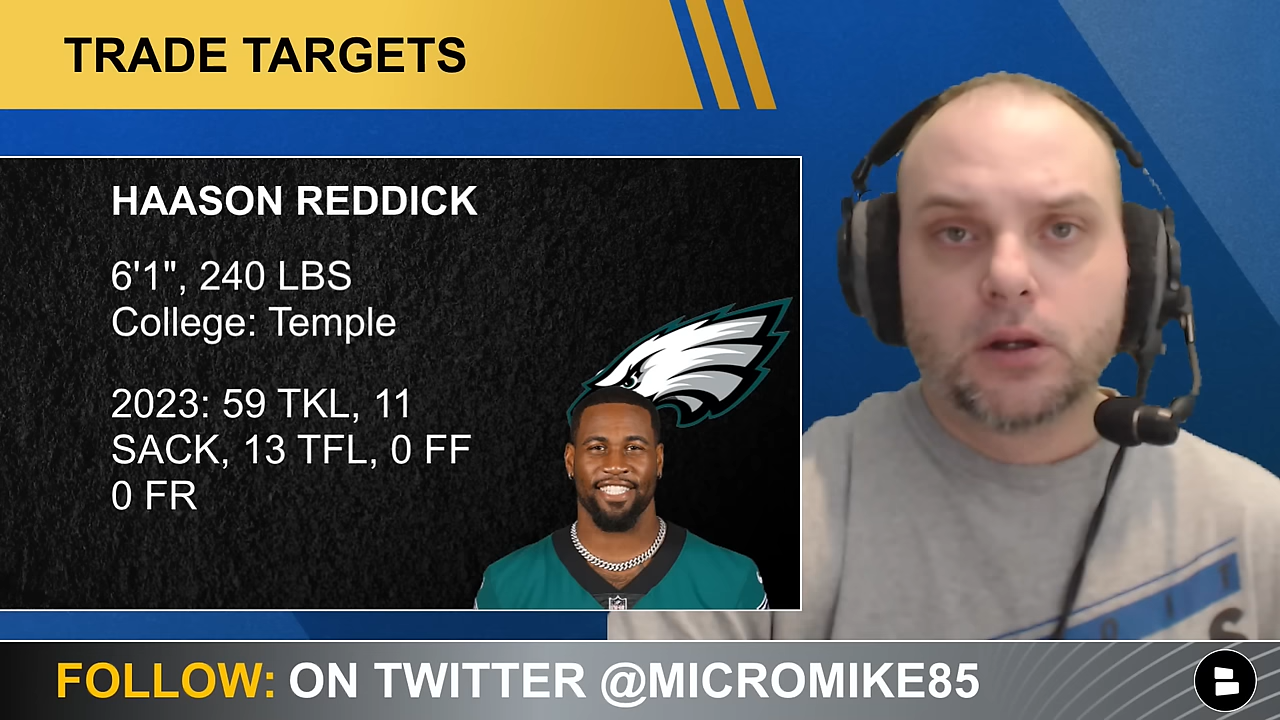 TRADE TARGETS
HAASON REDDICK
6'1", 240 LBS
College: Temple
2023: 59 TKL, 11
SACK, 13 TFL, 0 FF
0 FR
FOLLOW: ON TWITTER @MICROMIKE85